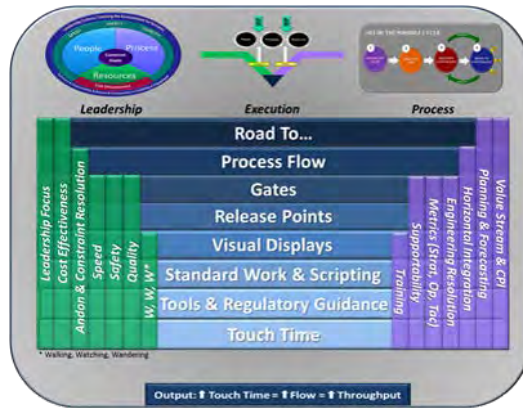 People
Process
Resources
Leadership
Execution
Process
Road To...
Process Flow
Gates
Release Points
Visual Displays
Standard Work & Scripting
Tools & Regulatory Guidance
Touch Time
Leadership Focus
Cost Effectiveness
Andon & Constraint Resolution
Speed
Safety
Quality
W, W, W*
Training
Supportability
Metrics (Strat, Op, Tac)
Engineering Resolution
Horizontal Integration
Planning & Forecasting
Value Stream & CPI
* Walking, Watching, Wandering
Output: ⬆ Touch Time = ⬆ Flow = ⬆ Throughput